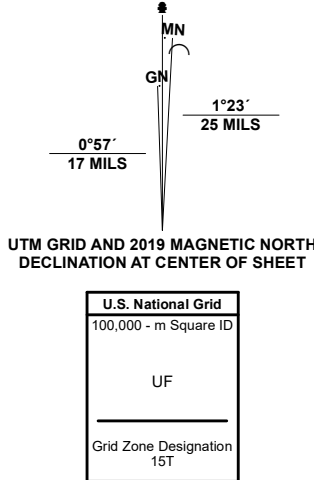 MN
GN
1°23´
25 MILS
0°57´
17 MILS
UTM GRID AND 2019 MAGNETIC NORTH
DECLINATION AT CENTER OF SHEET
U.S. National Grid
100,000 - m Square ID
UF
Grid Zone Designation
15T